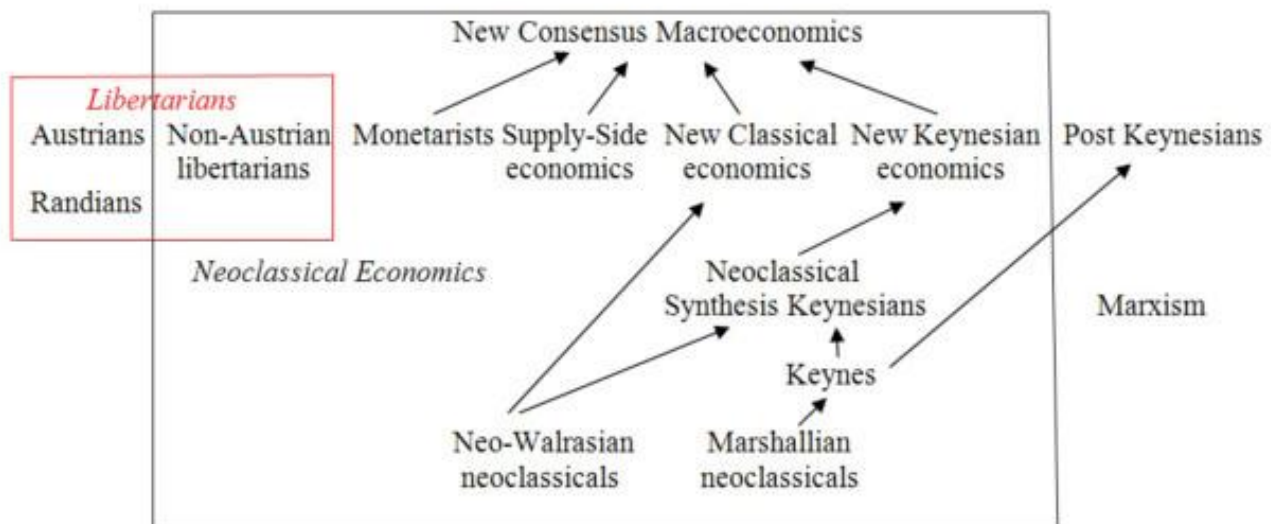 New Consensus Macroeconomics
Libertarians
Austrians Non-Austrian Monetarists Supply-Side New Classical New Keynesian Post Keynesians
libertarians economics economics economics
Randians
Neoclassical Economics Neoclassical
Synthesis Keynesians Marxism
Keynes
Neo-Walrasian Marshallian
neoclassicals neoclassicals